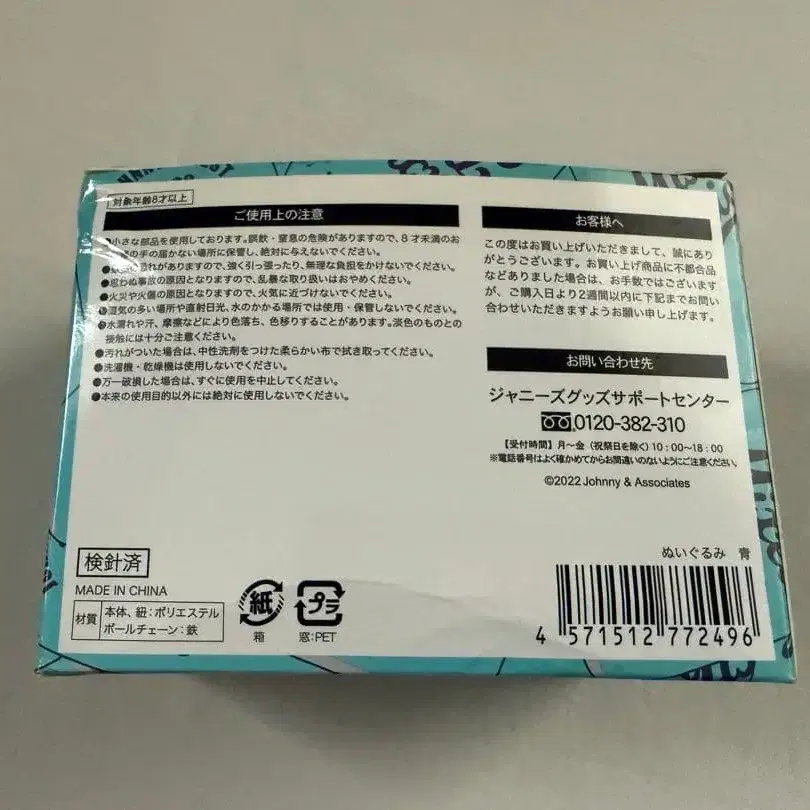 対象年齢8才以上
ご使用上の注意
小さな部品を使用しております。誤飲・窒息の危険がありますので、8才未満のお
の手の届かない場所に保管し、絶対に与えないでください。
恐れがありますので、強く引っ張ったり、無理な負担をかけないでください。
●思わぬ事故の原因となりますので、乱暴な取り扱いはおやめください。
●火災や火傷の原因となりますので、火気に近づけないでください。
●湿気の多い場所や直射日光、水のかかる場所では使用・保管しないでください。
●水濡れや汗、摩擦などにより色落ち、色移りすることがあります。淡色のものとの
接触には十分ご注意ください。
●汚れがついた場合は、中性洗剤をつけた柔らかい布で拭き取ってください。
●洗濯機・乾燥機は使用しないでください。
●万一破損した場合は、すぐに使用を中止してください。
●本来の使用目的以外には絶対に使用しないでください。
お客様へ
この度はお買い上げいただきまして、誠にあり
がとうございます。お買い上げ商品に不都合品
などありました場合は、お手数ではございます
が、ご購入日より2週間以内に下記までお問い
合わせいただきますようお願い申し上げます。
お問い合わせ先
ジャニーズグッズサポートセンター
0120-382-310
【受付時間】月〜金（祝祭日を除く）10：00〜18：00
※電話番号はよく確かめてからお間違いのないようにご注意ください。
©2022 Johnny & Associates
検針済
MADE IN CHINA
材質
本体、紐：ポリエステル
ボールチェーン：鉄
紙
箱
プラ
窓：PET
ぬいぐるみ 青
4 571512 772496